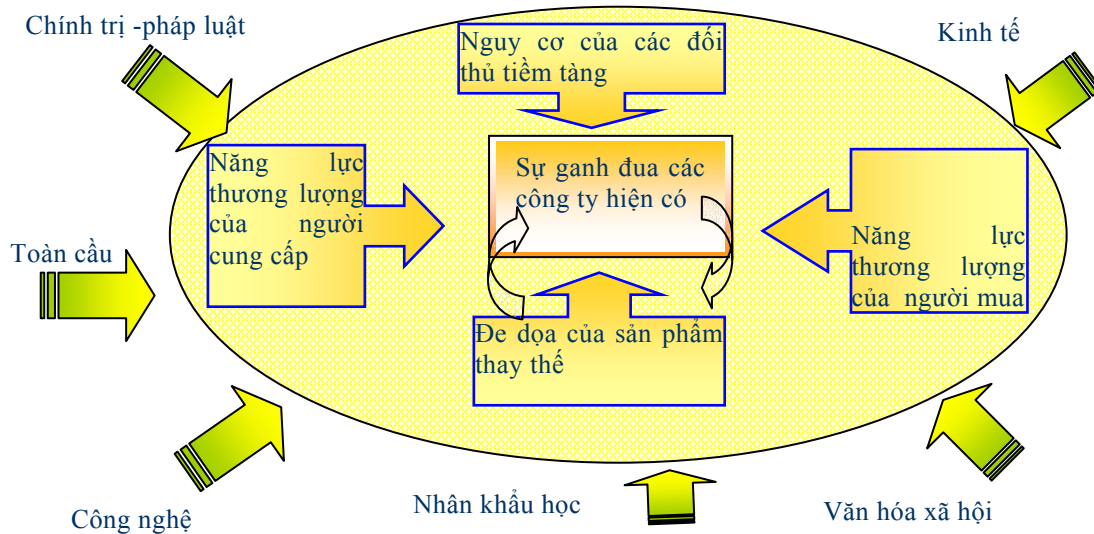 Chính trị -pháp luật
Kinh tế
Nguy cơ của các đối
thủ tiềm tàng
Năng lực
thương lượng
của người
cung cấp
Sự ganh đua các
công ty hiện có
Năng lực
thương lượng
của người mua
Toàn cầu
Đe dọa của sản phẩm
thay thế
Công nghệ
Nhân khẩu học
Văn hóa xã hội